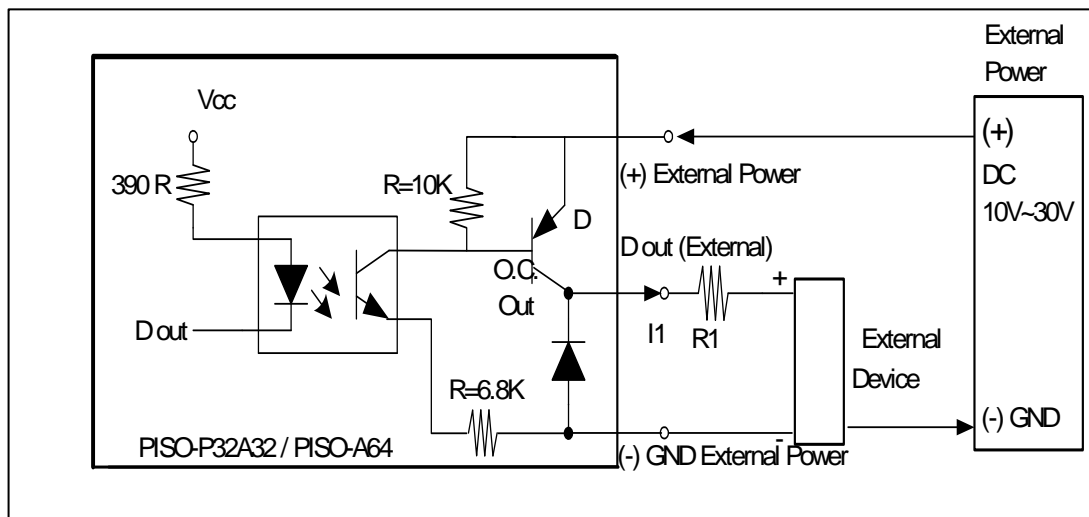 External
Power
Vcc
(+)
390 R
R=10K
(+) External Power
DC
10V~30V
D
D out (External)
O.C.
Out
+
D out
I1
R1
External
Device
R=6.8K
(-) GND
-
PISO-P32A32 / PISO-A64
(-) GND External Power